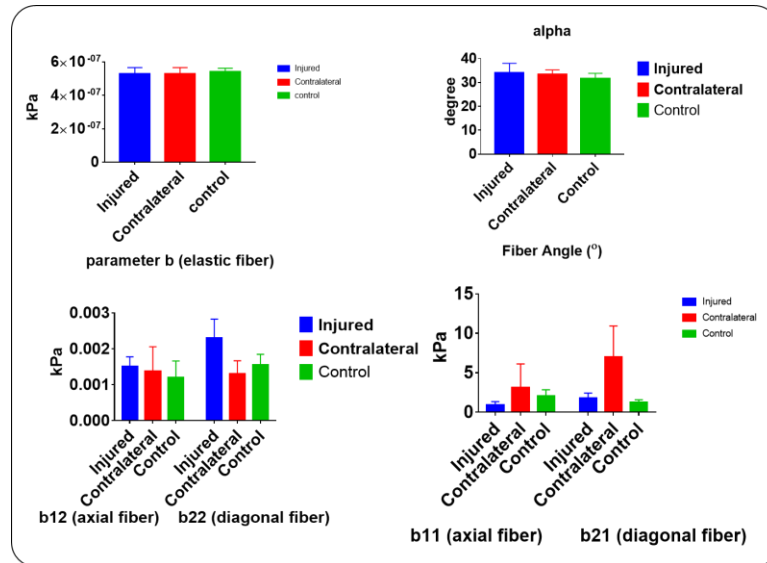 6×10⁻⁰⁷
4×10⁻⁰⁷
2×10⁻⁰⁷
0
kPa
Injured
Contralateral
control
Injured
Contralateral
control
parameter b (elastic fiber)
alpha
40
30
20
10
0
degree
Injured
Contralateral
Control
Injured
Contralateral
Control
Fiber Angle (°)
0.003
0.002
0.001
0.000
kPa
Injured
Contralateral
Control
Injured
Contralateral
Control
Injured
Contralateral
Control
b12 (axial fiber) b22 (diagonal fiber)
15
10
5
0
kPa
Injured
Contralateral
Control
Injured
Contralateral
Control
Injured
Contralateral
Control
b11 (axial fiber) b21 (diagonal fiber)